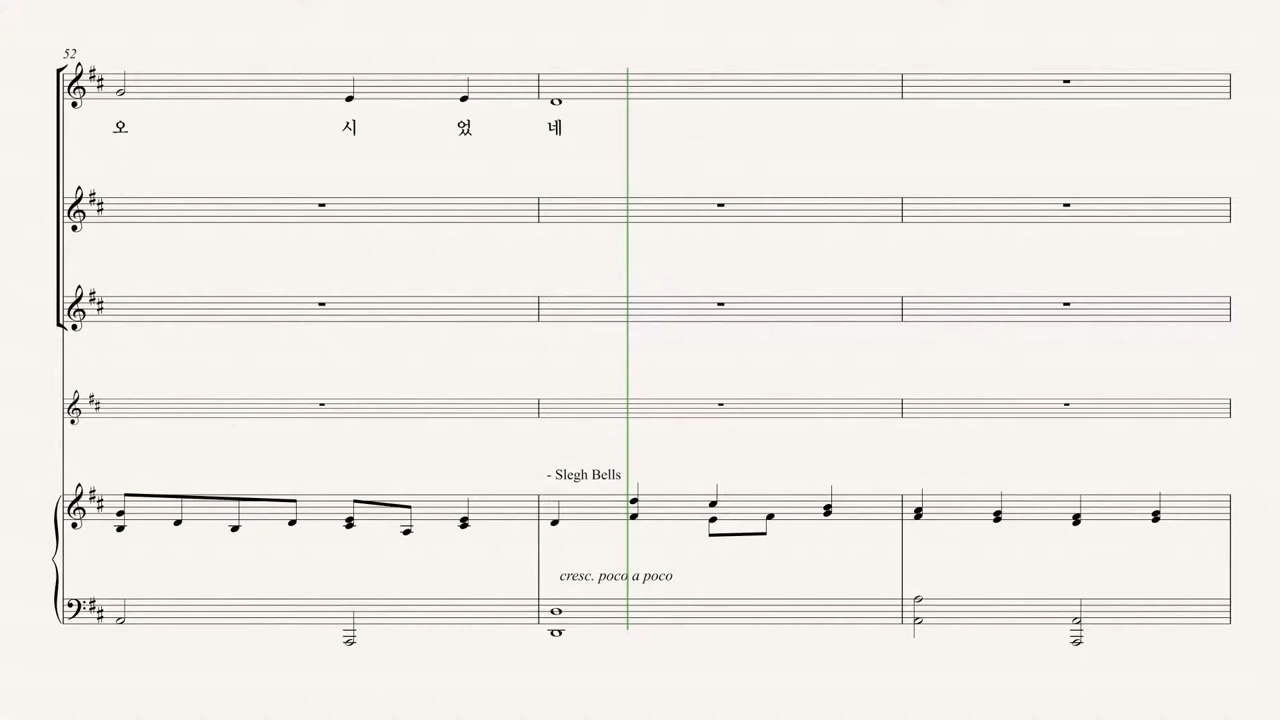 52
오 시 었 네
- Slegh Bells
cresc. poco a poco